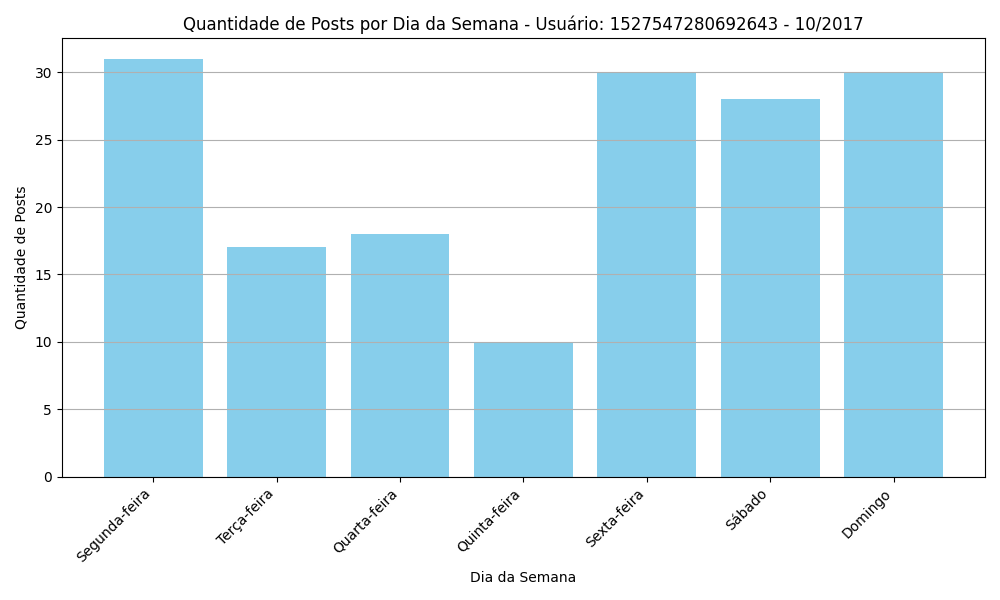 Quantidade de Posts por Dia da Semana - Usuário: 1527547280692643 - 10/2017
Quantidade de Posts
30
25
20
15
10
5
0
Segunda-feira
Terça-feira
Quarta-feira
Quinta-feira
Sexta-feira
Sábado
Domingo
Dia da Semana